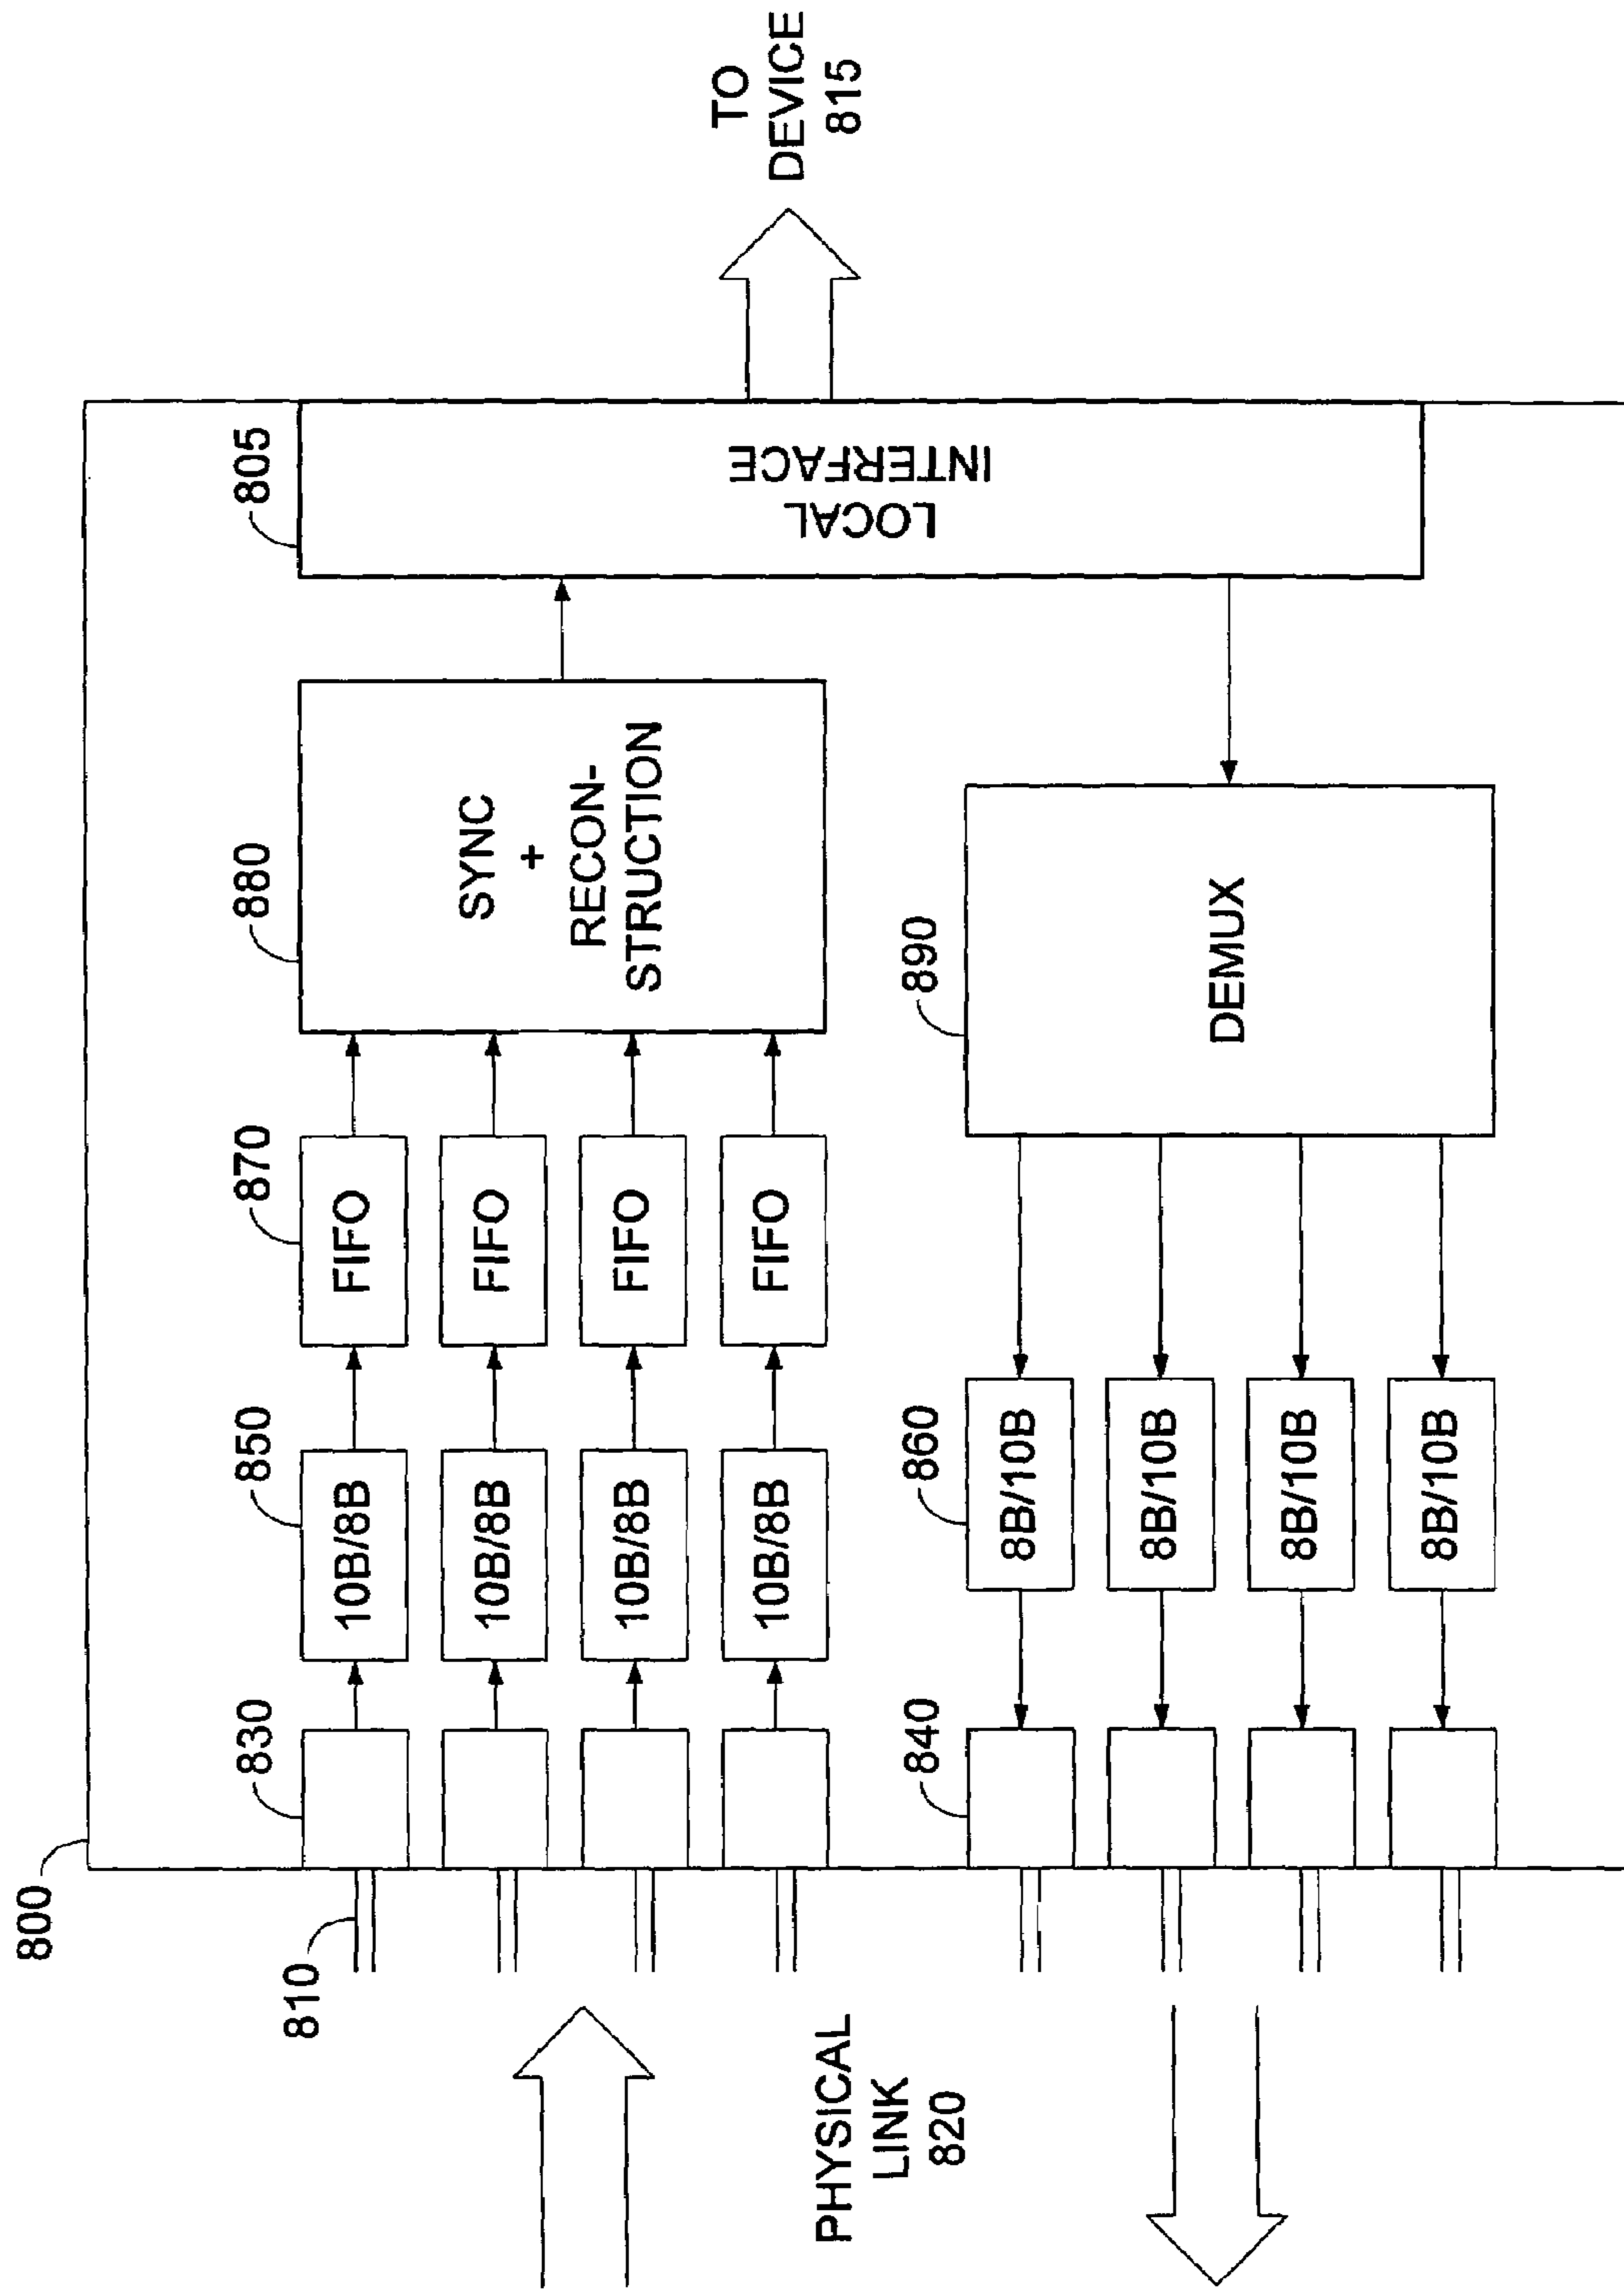 800
810
PHYSICAL
LINK
820
830
850
870
880
805
10B/8B
FIFO
10B/8B
FIFO
10B/8B
FIFO
10B/8B
FIFO
SYNC
+
RECON-
STRUCTION
LOCAL
INTERFACE
TO
DEVICE
815
840
860
890
8B/10B
8B/10B
8B/10B
8B/10B
DEMUX